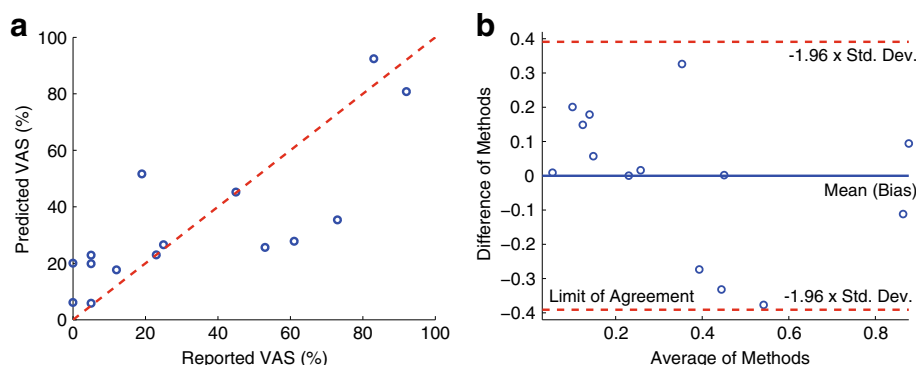 a
100
80
60
40
20
0
Predicted VAS (%)
0 20 40 60 80 100
Reported VAS (%)
b
0.4
0.3
0.2
0.1
0
−0.1
−0.2
−0.3
−0.4
Difference of Methods
-1.96 x Std. Dev.
Mean (Bias)
Limit of Agreement
-1.96 x Std. Dev.
0.2 0.4 0.6 0.8
Average of Methods